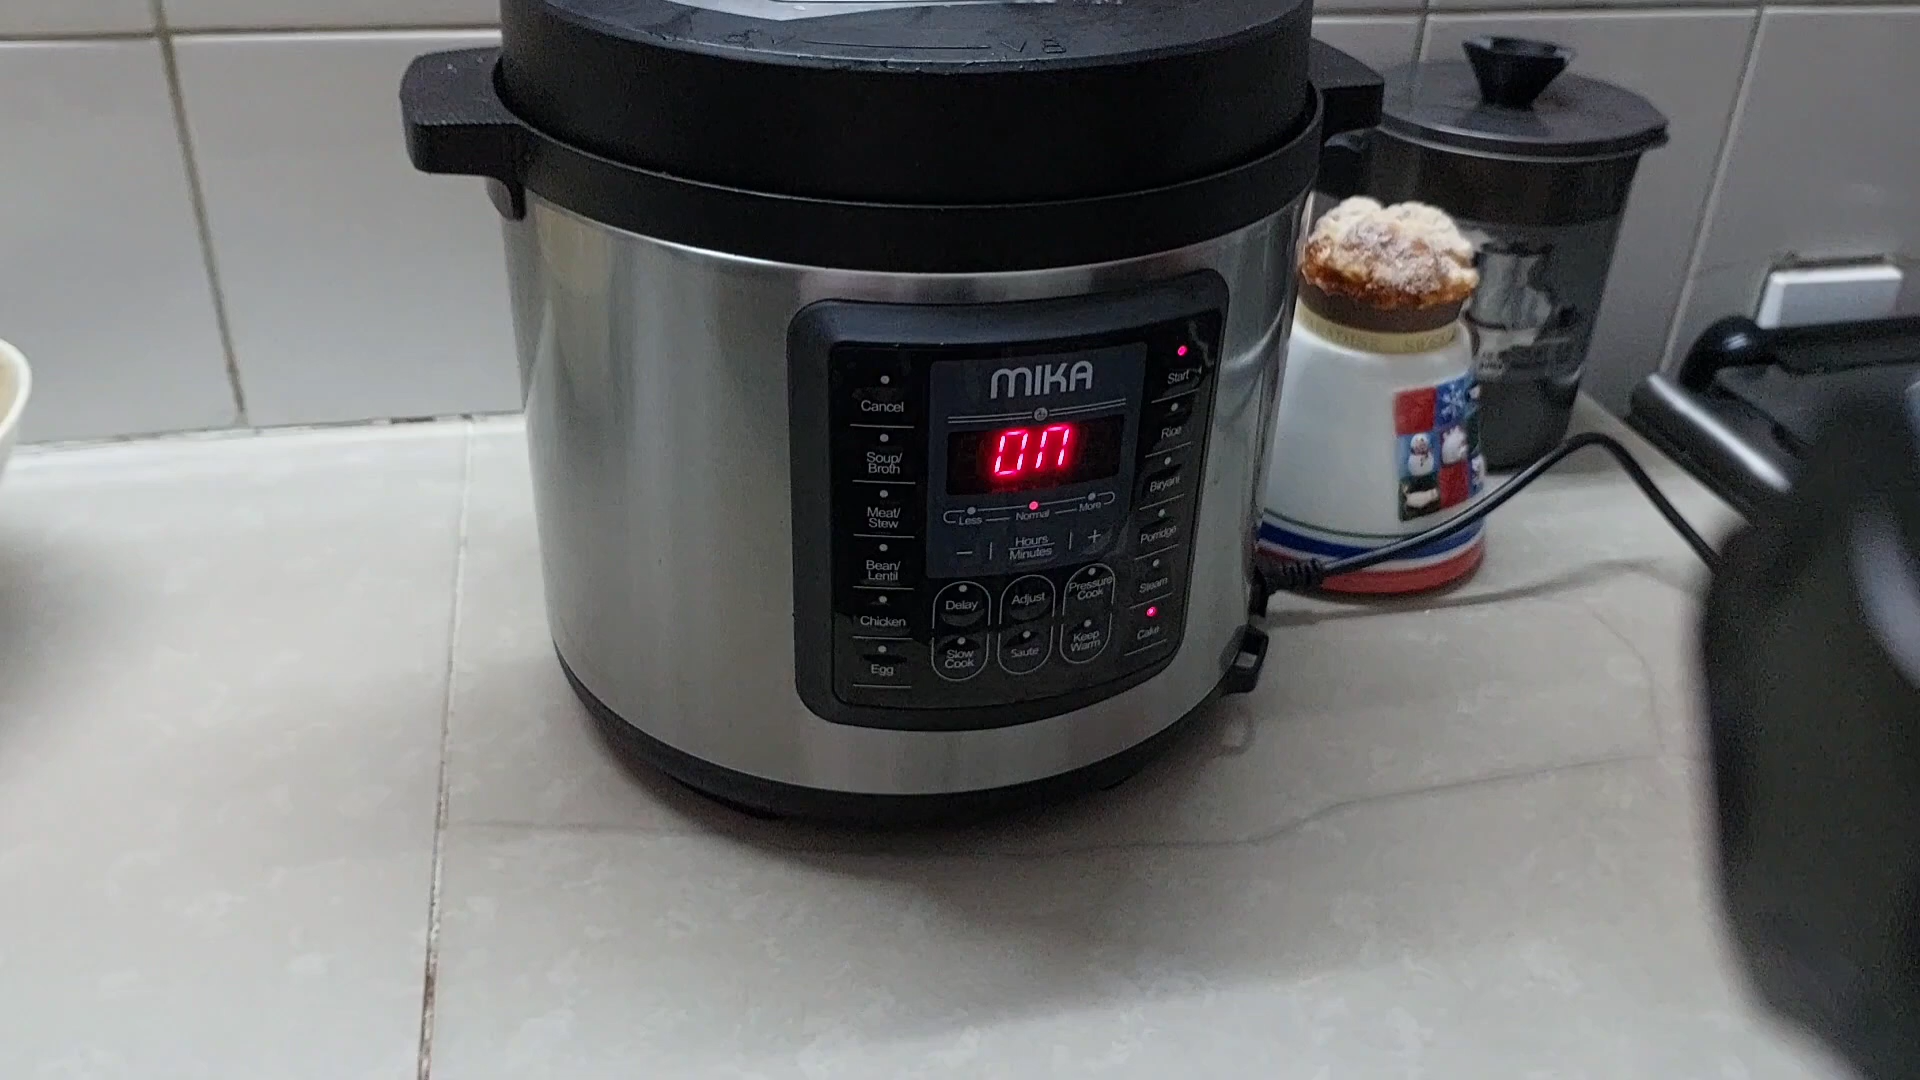 MIKA
Start
Cancel
ON
Rice
Soup/
Broth
Biryani
Less
Normal
More
Meat/
Stew
Porridge
−
Hours
Minutes
+
Bean/
Lentil
Steam
Delay
Adjust
Pressure
Cook
Chicken
Cake
Slow
Cook
Saute
Keep
Warm
Egg